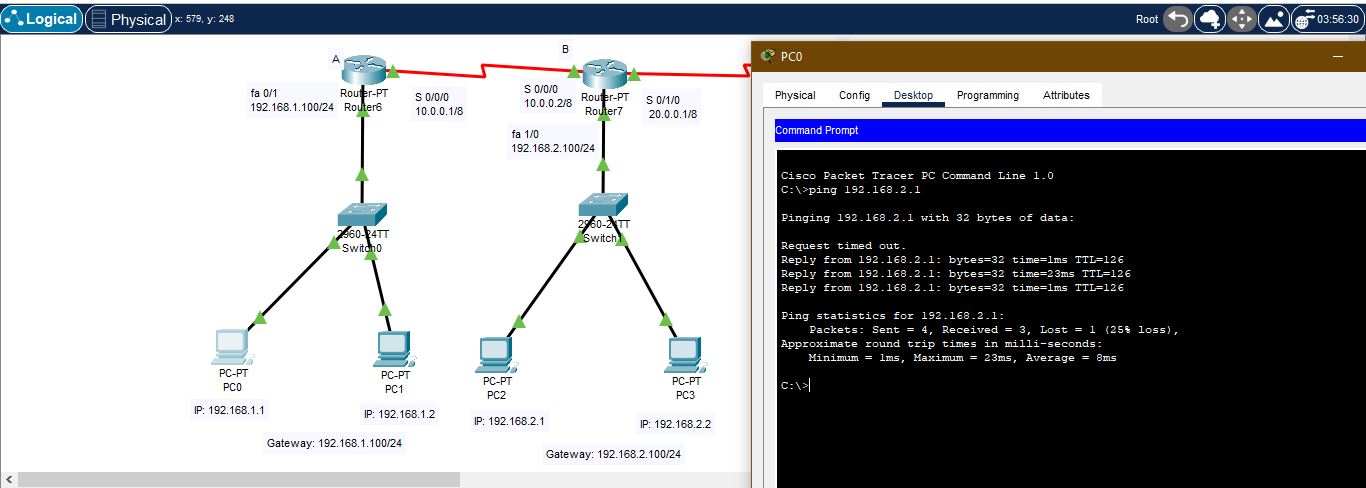 Logical
Physical
x: 579, y: 248
Root
03:56:30
A
B
fa 0/1
192.168.1.100/24
Router-PT
Router6
S 0/0/0
10.0.0.1/8
S 0/0/0
10.0.0.2/8
Router-PT
Router7
S 0/1/0
20.0.0.1/8
fa 1/0
192.168.2.100/24
2960-24TT
Switch0
2960-24TT
Switch1
PC-PT
PC0
PC-PT
PC1
PC-PT
PC2
PC-PT
PC3
IP: 192.168.1.1
IP: 192.168.1.2
IP: 192.168.2.1
IP: 192.168.2.2
Gateway: 192.168.1.100/24
Gateway: 192.168.2.100/24
PC0
Physical
Config
Desktop
Programming
Attributes
Command Prompt
Cisco Packet Tracer PC Command Line 1.0
C:\>ping 192.168.2.1
Pinging 192.168.2.1 with 32 bytes of data:
Request timed out.
Reply from 192.168.2.1: bytes=32 time=1ms TTL=126
Reply from 192.168.2.1: bytes=32 time=23ms TTL=126
Reply from 192.168.2.1: bytes=32 time=1ms TTL=126
Ping statistics for 192.168.2.1:
Packets: Sent = 4, Received = 3, Lost = 1 (25% loss),
Approximate round trip times in milli-seconds:
Minimum = 1ms, Maximum = 23ms, Average = 8ms
C:\>